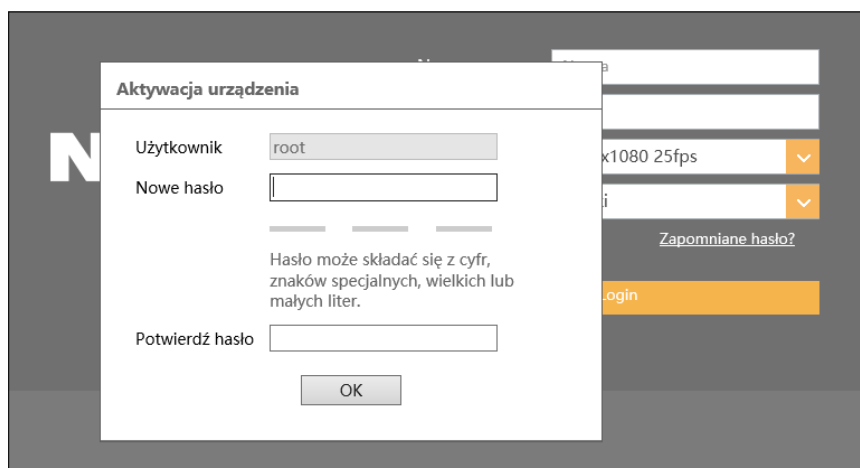 Aktywacja urządzenia
Użytkownik
root
Nowe hasło
Hasło może składać się z cyfr,
znaków specjalnych, wielkich lub
małych liter.
Potwierdź hasło
OK
N
x1080 25fps
Zapomniane hasło?